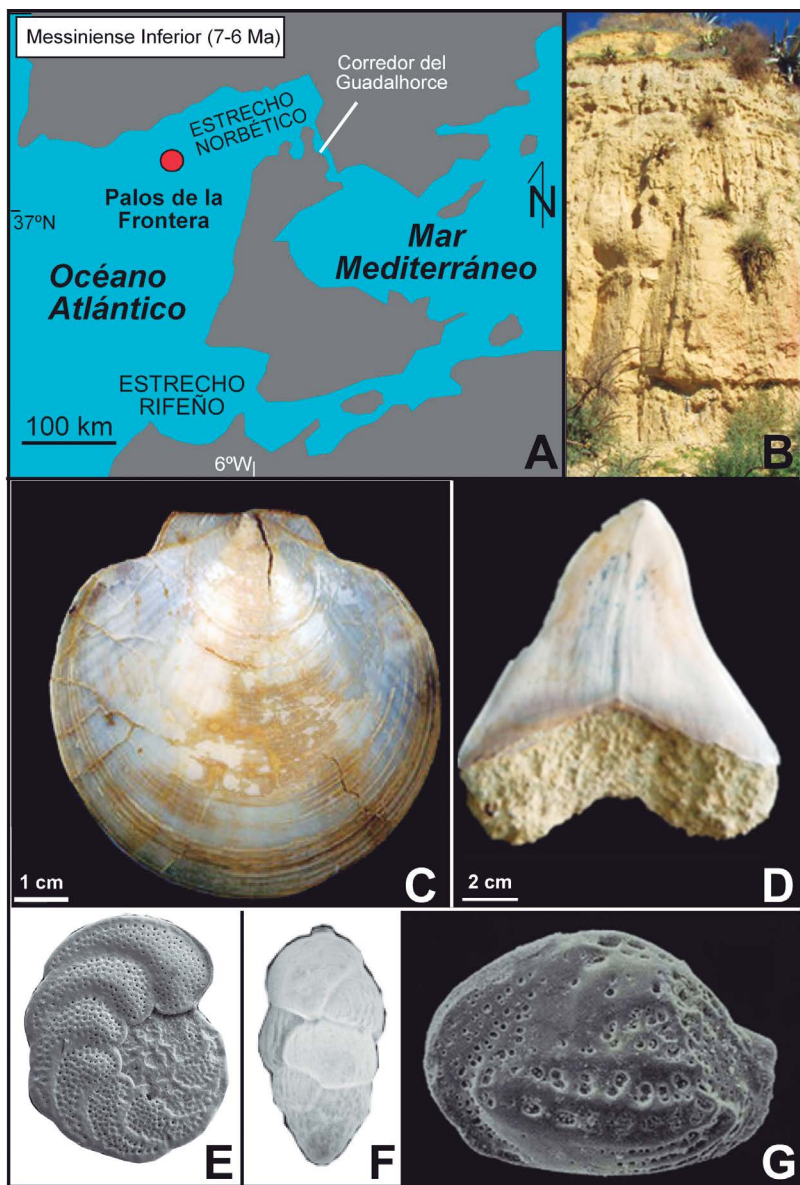 Messiniense Inferior (7-6 Ma)
Corredor del
Guadalhorce
ESTRECHO
NORBÉTICO
Palos de la
Frontera
37ºN
N
Mar
Mediterráneo
Océano
Atlántico
ESTRECHO
RIFEÑO
100 km
6ºW
A
B
1 cm
C
2 cm
D
E
F
G